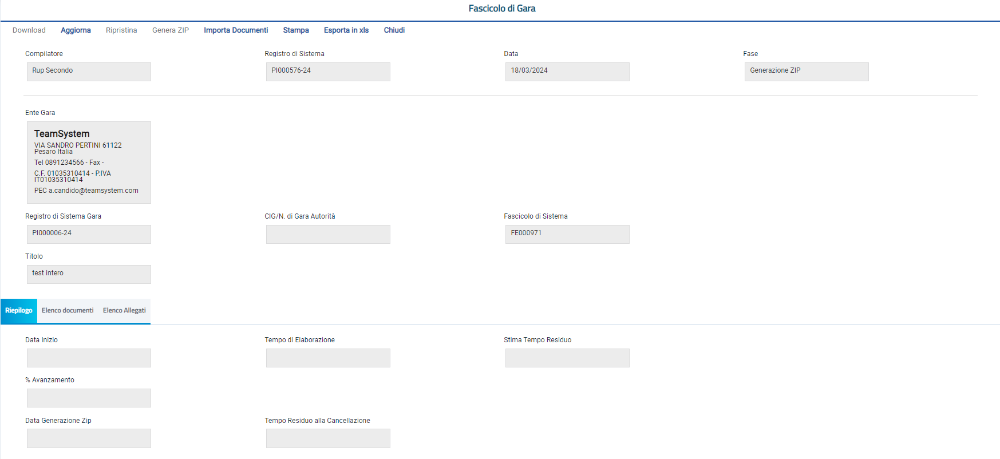 Fascicolo di Gara
Download Aggiorna Ripristina Genera ZIP Importa Documenti Stampa Esporta in xls Chiudi
Compilatore Registro di Sistema Data Fase
Rup Secondo PI000576-24 18/03/2024 Generazione ZIP
Ente Gara
TeamSystem
VIA SANDRO PERTINI 61122
Pesaro Italia
Tel 0891234566 - Fax -
C.F. 01035310414 - P.IVA
IT01035310414
PEC a.candido@teamsystem.com
Registro di Sistema Gara CIG/N. di Gara Autorità Fascicolo di Sistema
PI000006-24 FE000971
Titolo
test intero
Riepilogo Elenco documenti Elenco Allegati
Data Inizio Tempo di Elaborazione Stima Tempo Residuo
% Avanzamento
Data Generazione Zip Tempo Residuo alla Cancellazione